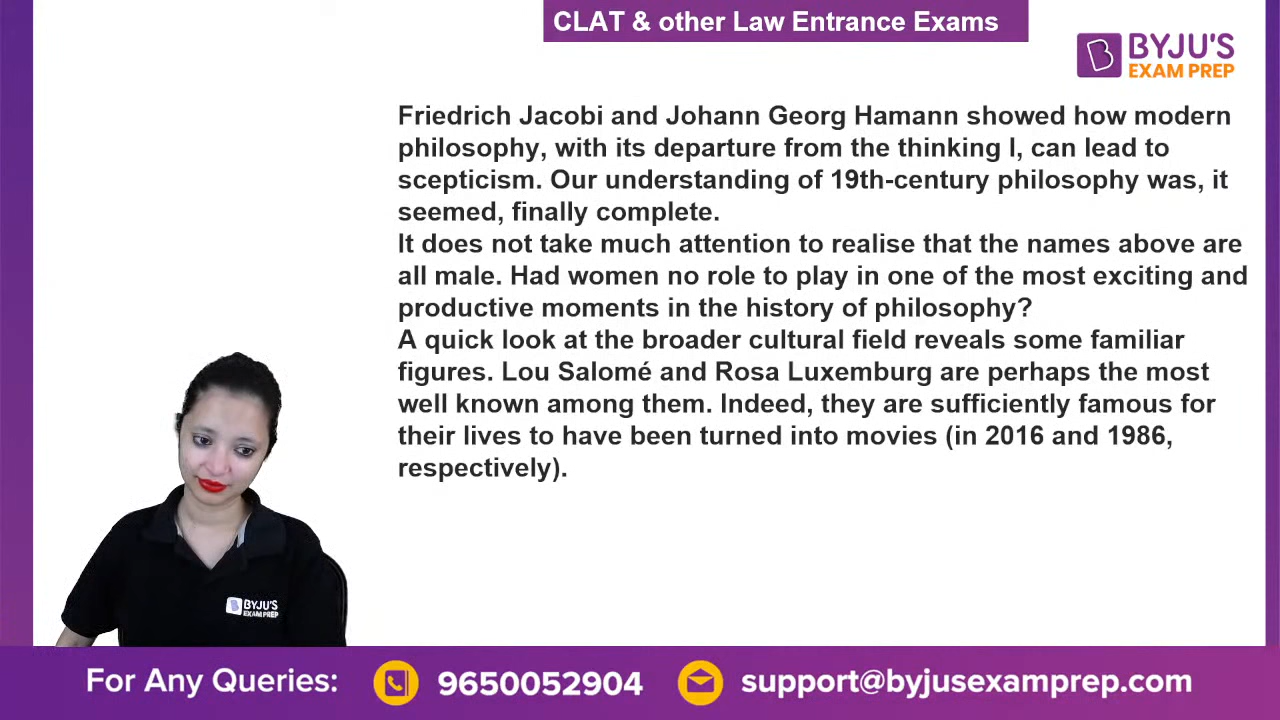 CLAT & other Law Entrance Exams
BYJU'S
EXAM PREP
Friedrich Jacobi and Johann Georg Hamann showed how modern
philosophy, with its departure from the thinking I, can lead to
scepticism. Our understanding of 19th-century philosophy was, it
seemed, finally complete.
It does not take much attention to realise that the names above are
all male. Had women no role to play in one of the most exciting and
productive moments in the history of philosophy?
A quick look at the broader cultural field reveals some familiar
figures. Lou Salomé and Rosa Luxemburg are perhaps the most
well known among them. Indeed, they are sufficiently famous for
their lives to have been turned into movies (in 2016 and 1986,
respectively).
BYJU'S
EXAM PREP
For Any Queries: 9650052904 support@byjusexamprep.com